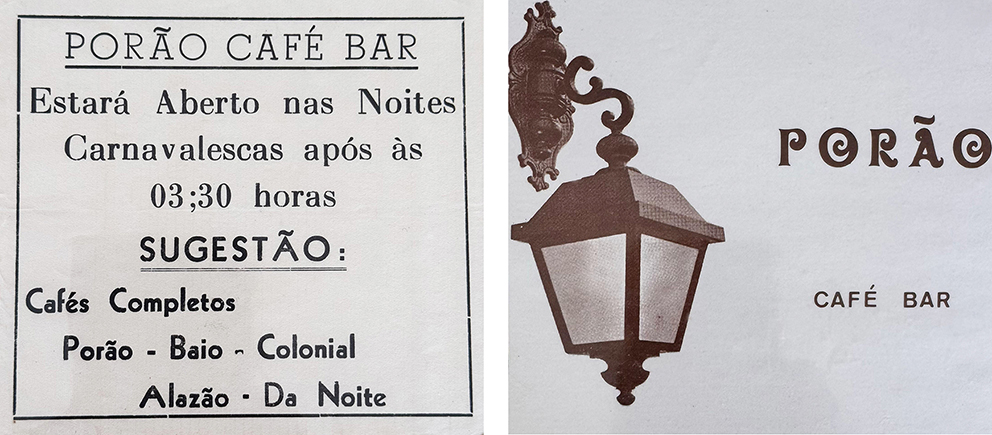 PORÃO CAFÉ BAR
Estará Aberto nas Noites
Carnavalescas após às
03;30 horas
SUGESTÃO:
Cafés Completos
Porão - Baio - Colonial
Alazão - Da Noite
PORÃO
CAFÉ BAR